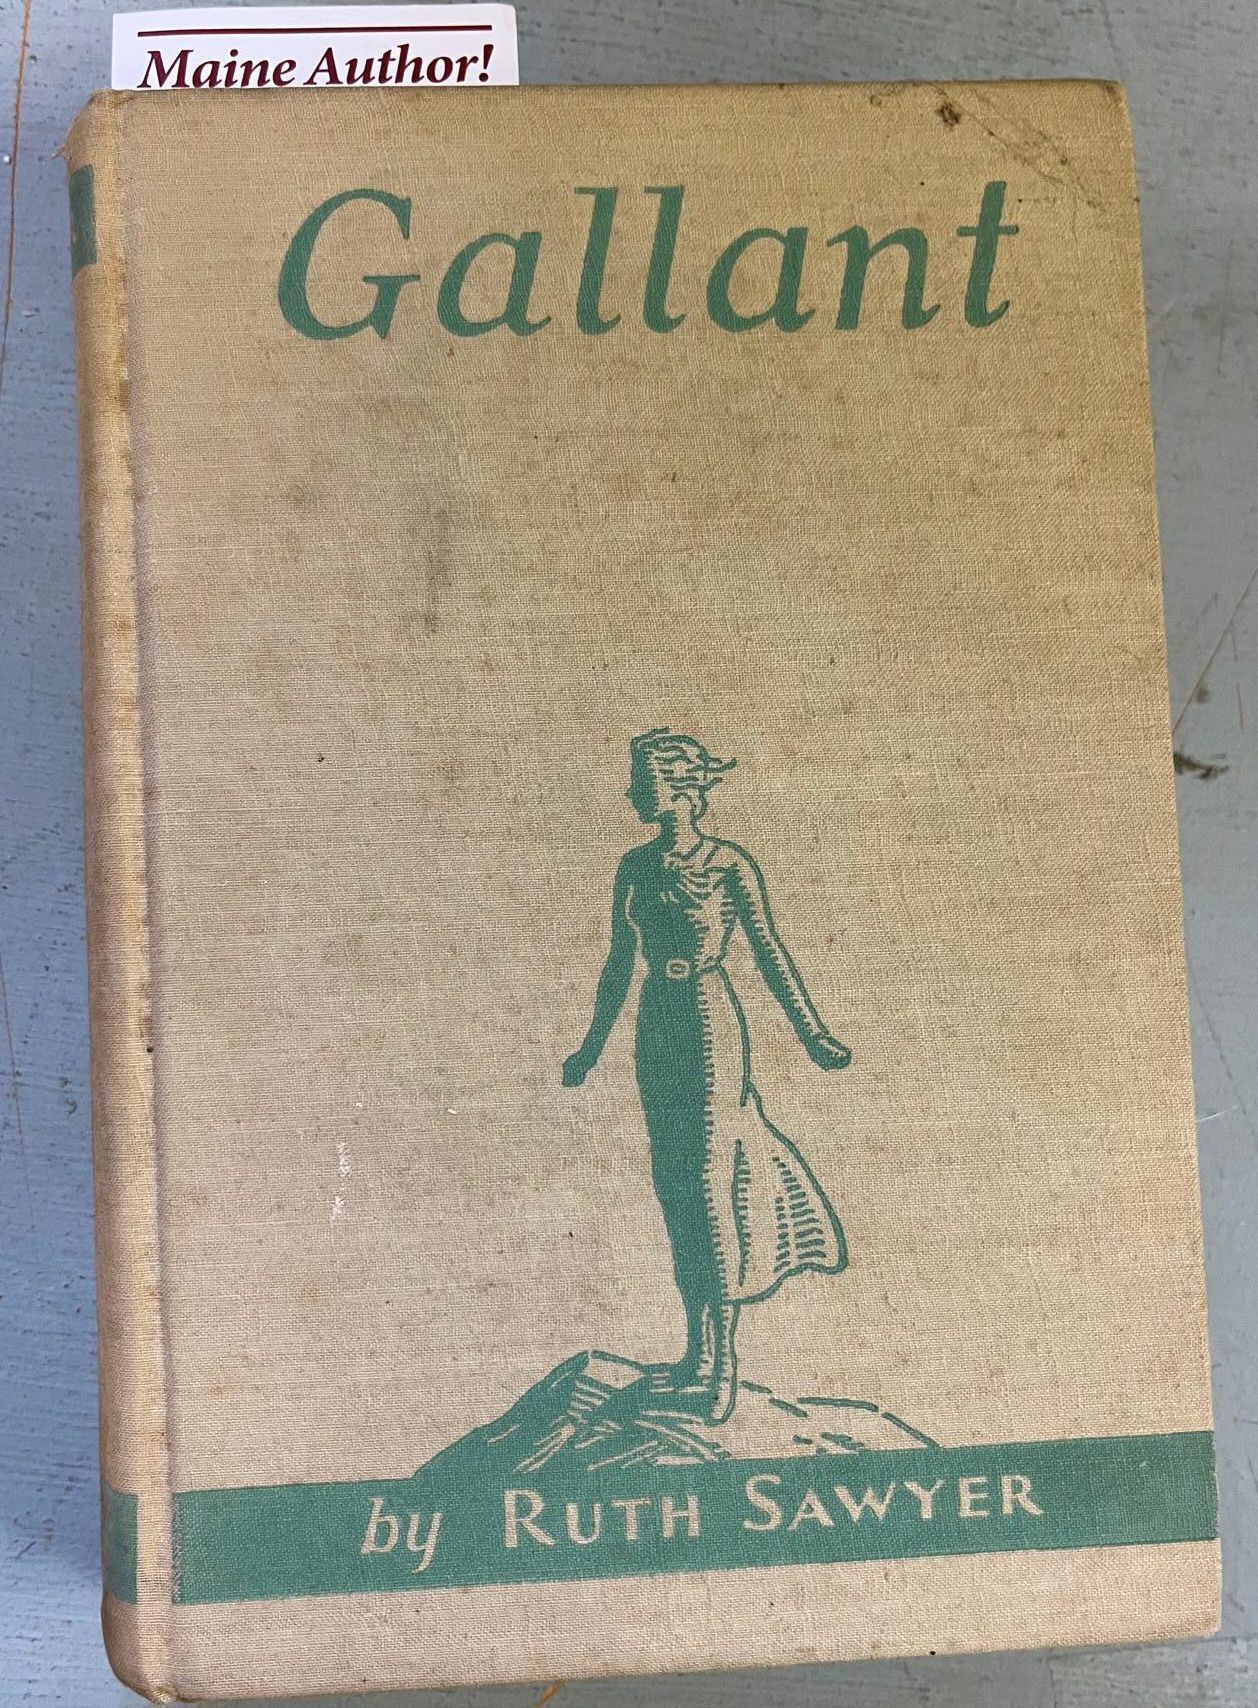 Maine Author!
Gallant
by RUTH SAWYER